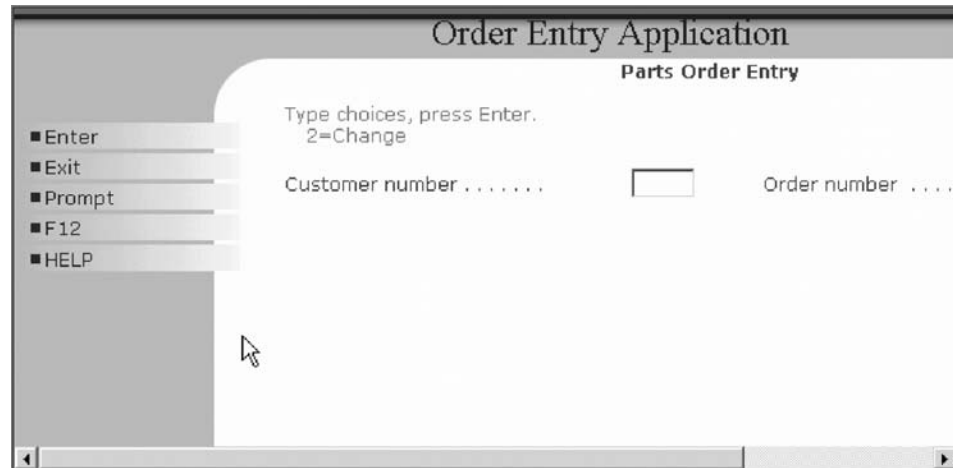 Order Entry Application
Parts Order Entry
Type choices, press Enter.
2=Change
Enter
Exit
Prompt
F12
HELP
Customer number . . . . . . . Order number . . . .